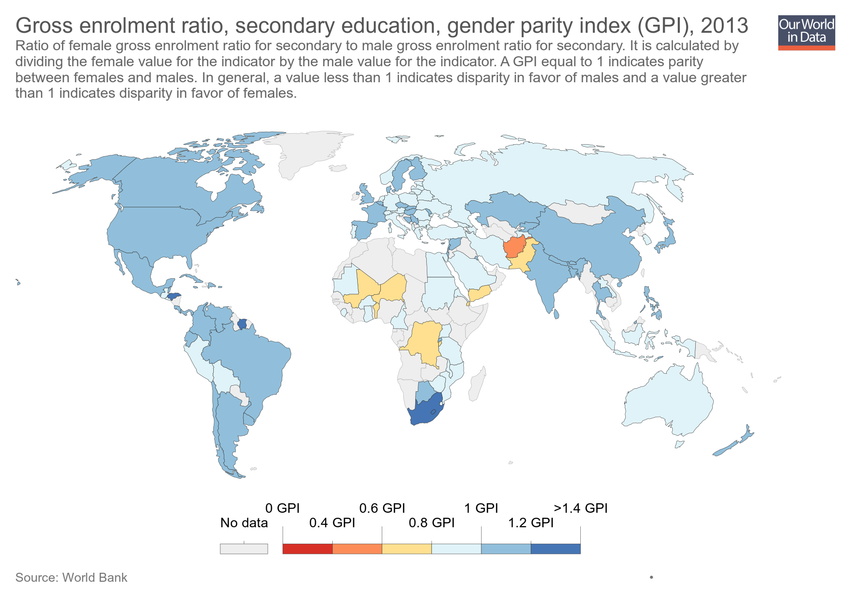 Gross enrolment ratio, secondary education, gender parity index (GPI), 2013
Our World
in Data
Ratio of female gross enrolment ratio for secondary to male gross enrolment ratio for secondary. It is calculated by
dividing the female value for the indicator by the male value for the indicator. A GPI equal to 1 indicates parity
between females and males. In general, a value less than 1 indicates disparity in favor of males and a value greater
than 1 indicates disparity in favor of females.
0 GPI 0.6 GPI 1 GPI >1.4 GPI
No data 0.4 GPI 0.8 GPI 1.2 GPI
Source: World Bank